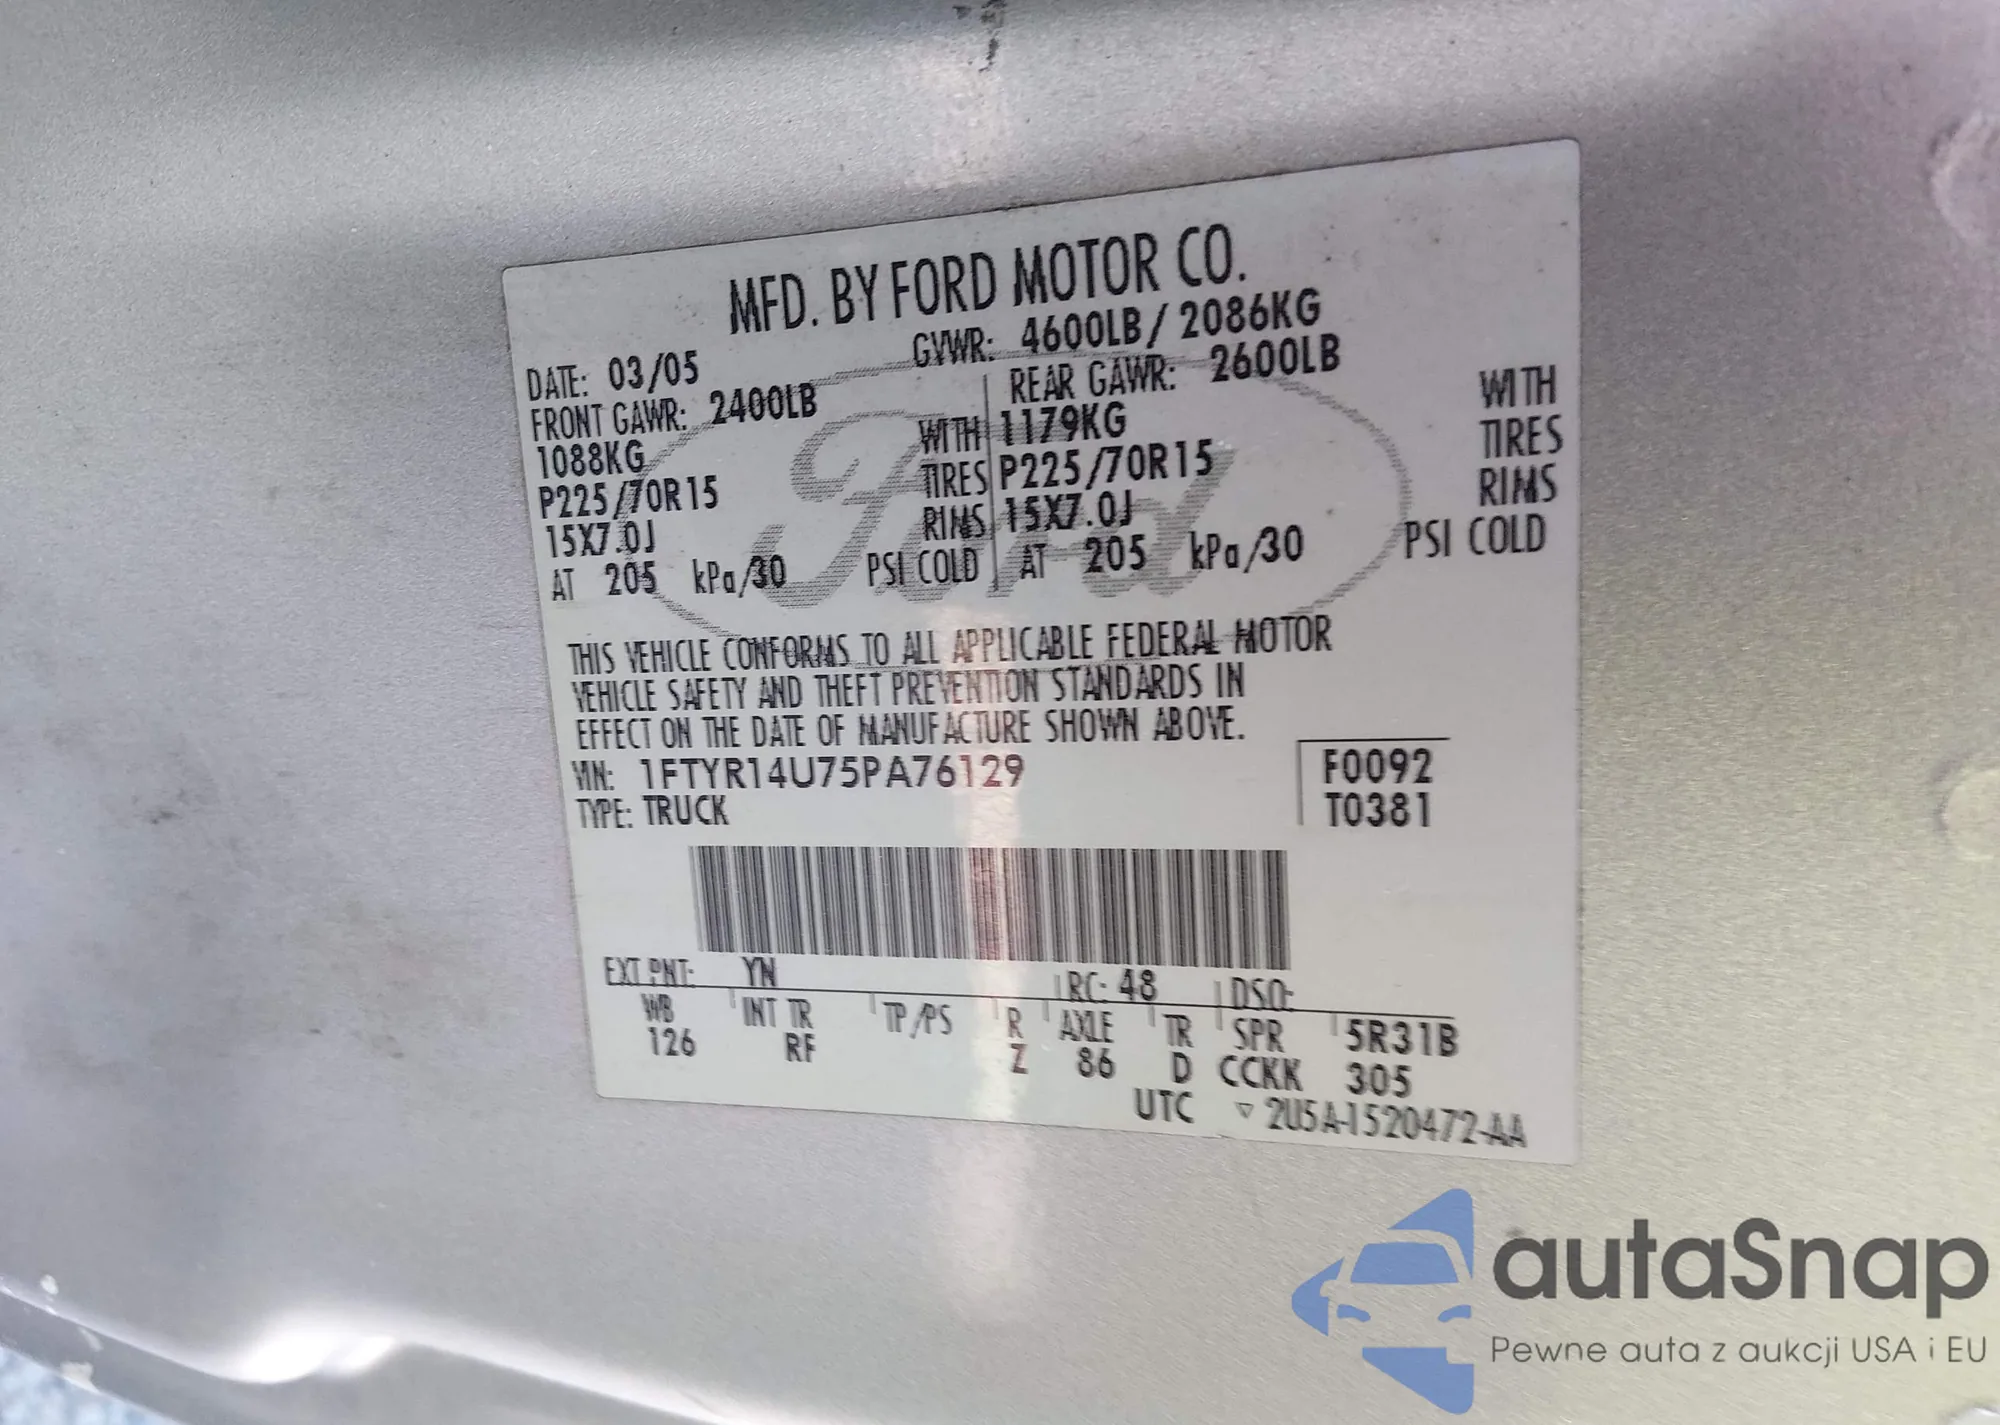 MFD. BY FORD MOTOR CO.
DATE: 03/05 GVWR: 4600LB/ 2086KG
FRONT GAWR: 2400LB REAR GAWR: 2600LB
1088KG WITH 1179KG WITH
P225/70R15 TIRES P225/70R15 TIRES
15X7.0J RIMS 15X7.0J RIMS
AT 205 kPa/30 PSI COLD AT 205 kPa/30 PSI COLD
Ford
THIS VEHICLE CONFORMS TO ALL APPLICABLE FEDERAL MOTOR
VEHICLE SAFETY AND THEFT PREVENTION STANDARDS IN
EFFECT ON THE DATE OF MANUFACTURE SHOWN ABOVE.
VIN: 1FTYR14U75PA76129 F0092
TYPE: TRUCK T0381
EXT PNT: YN RC: 48 DSO:
WB INT TR TP/PS R AXLE TR SPR 5R31B
126 RF Z 86 D CCKK 305
UTC ▽ 2U5A-1520472-AA
autaSnap
Pewne auta z aukcji USA i EU